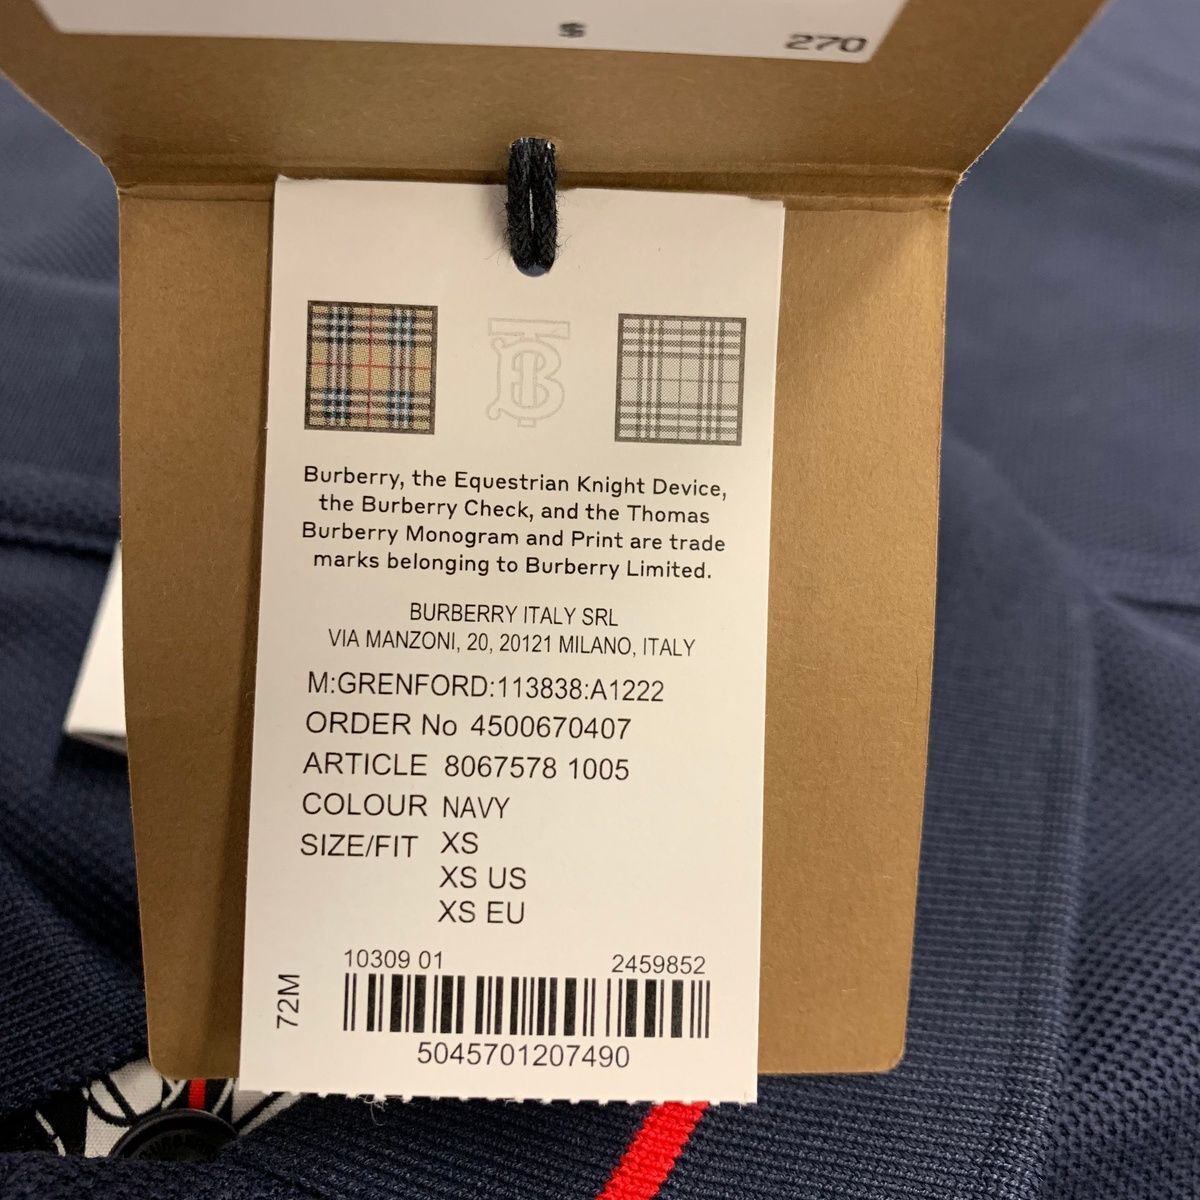 $ 270
Burberry, the Equestrian Knight Device,
the Burberry Check, and the Thomas
Burberry Monogram and Print are trade
marks belonging to Burberry Limited.
BURBERRY ITALY SRL
VIA MANZONI, 20, 20121 MILANO, ITALY
M:GRENFORD:113838:A1222
ORDER No 4500670407
ARTICLE 8067578 1005
COLOUR NAVY
SIZE/FIT XS
XS US
XS EU
10309 01 2459852
72M
5045701207490